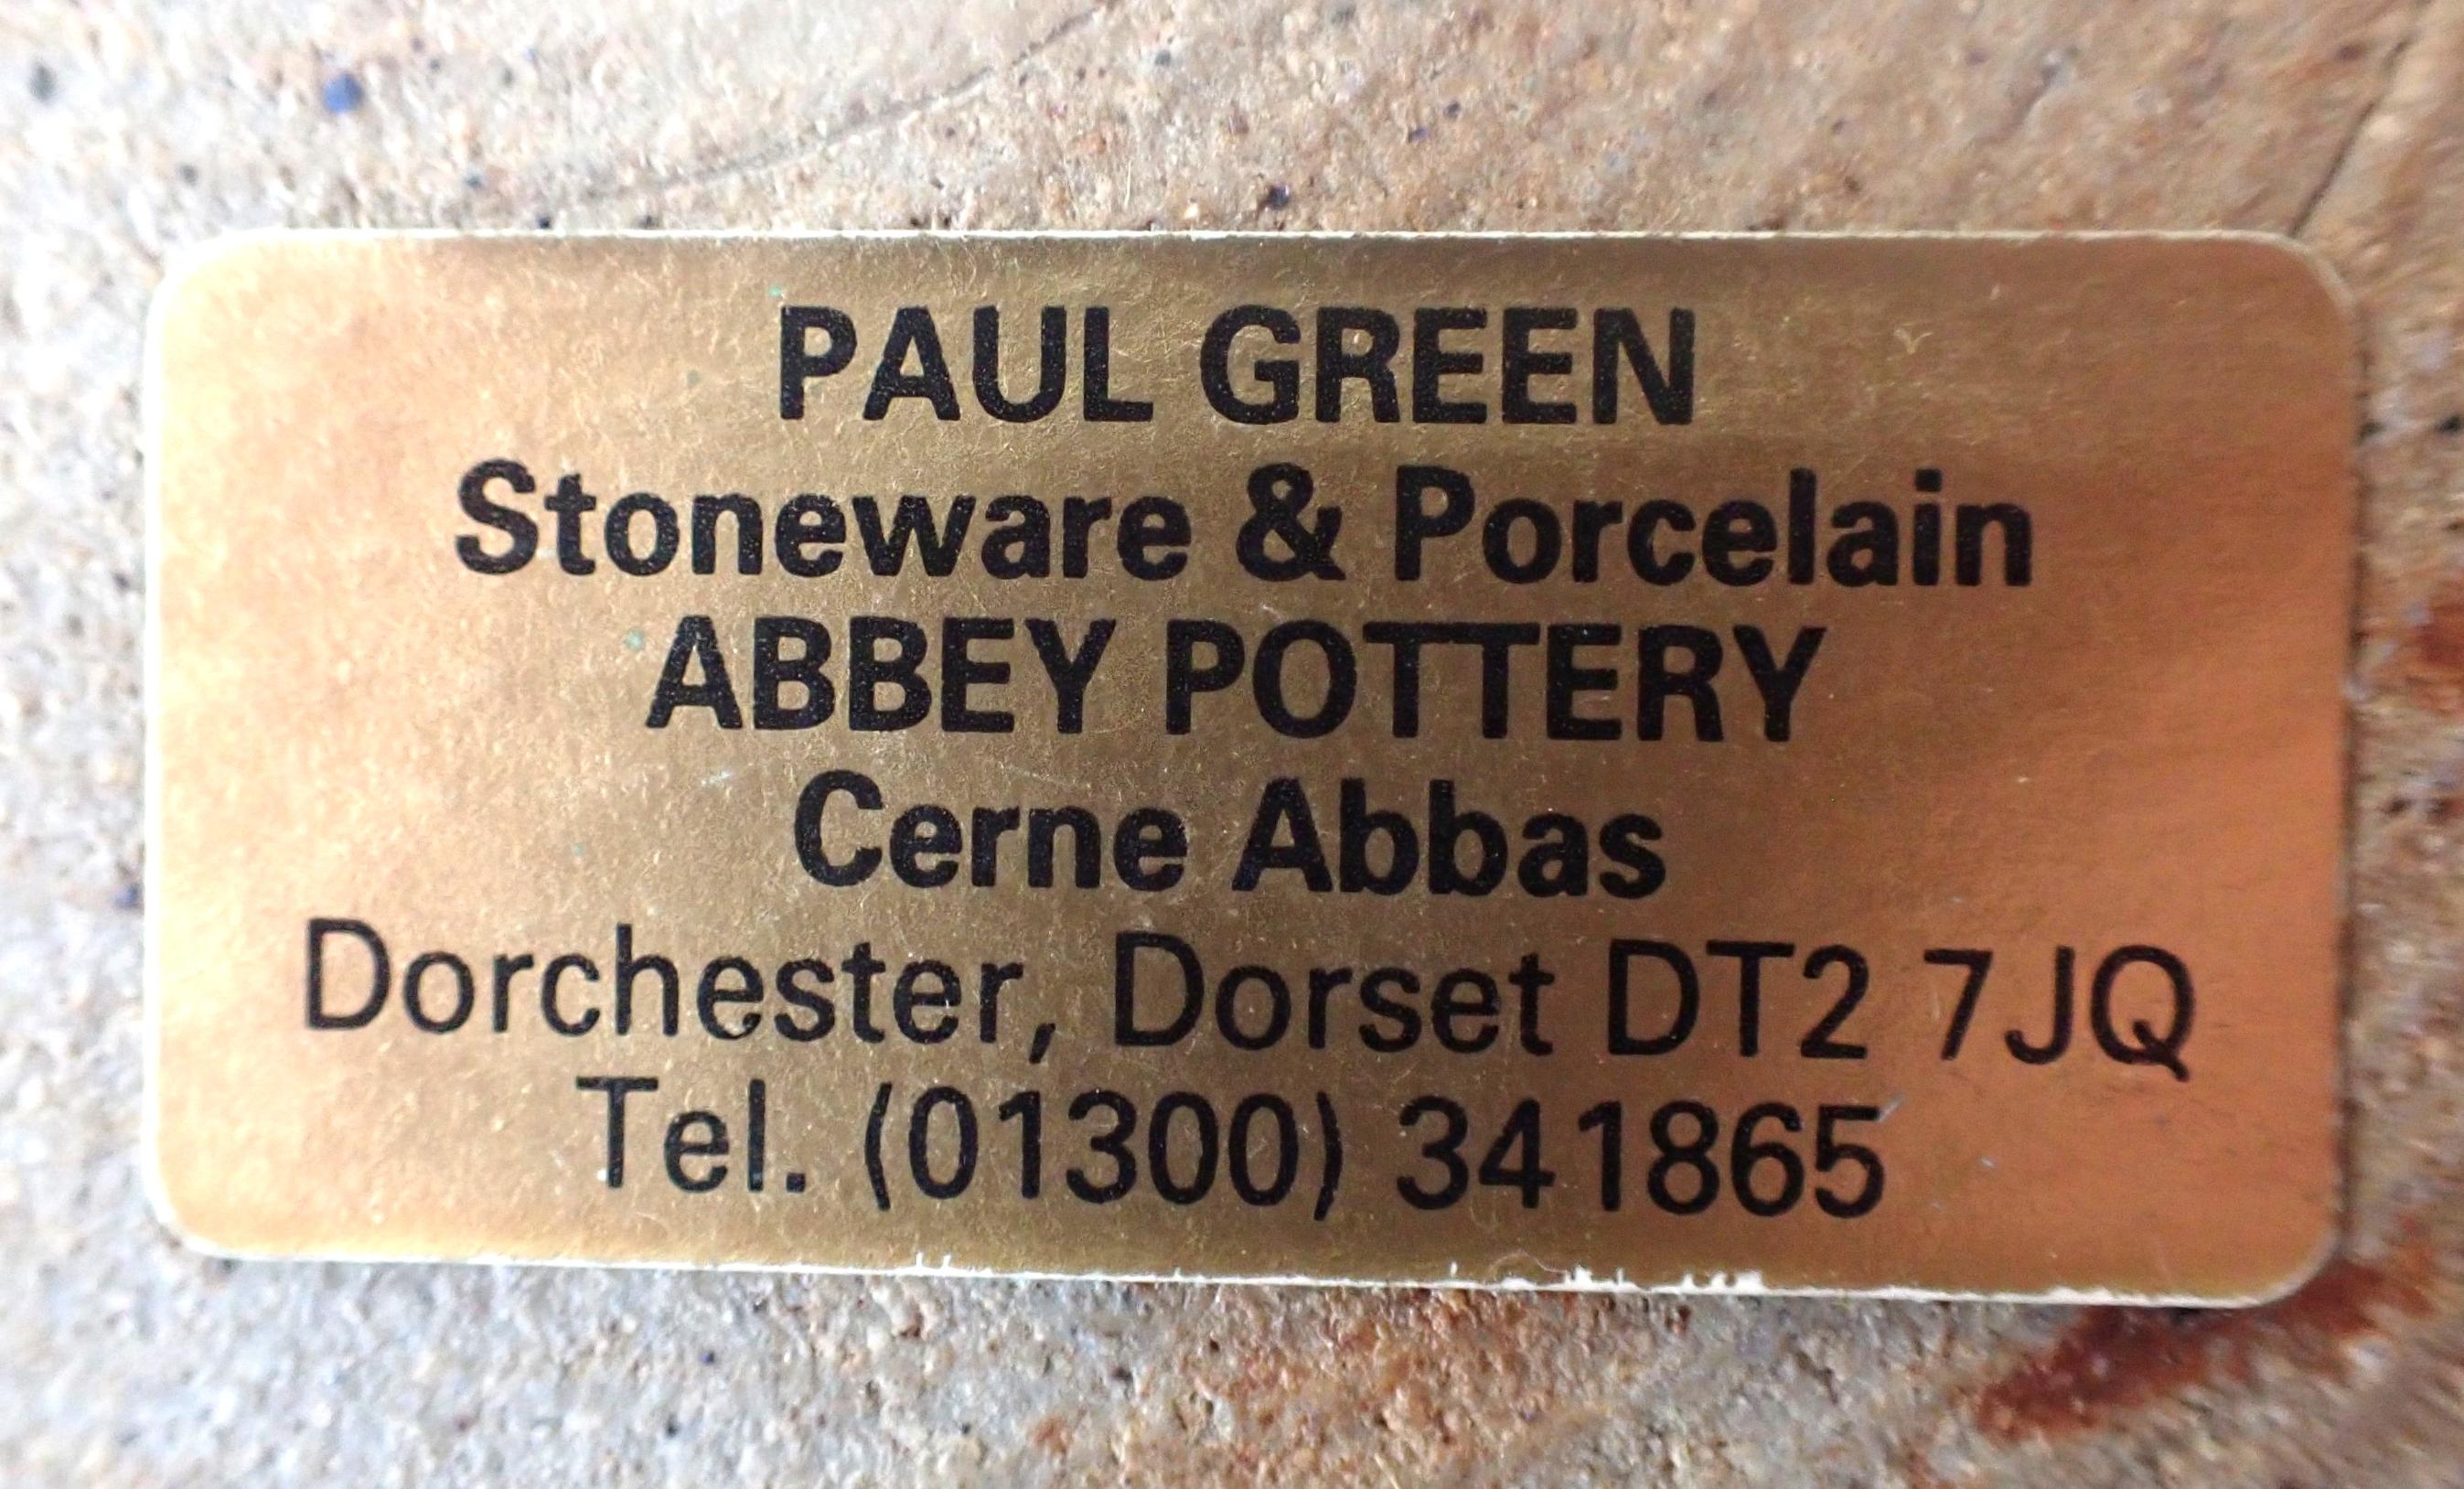 PAUL GREEN
Stoneware & Porcelain
ABBEY POTTERY
Cerne Abbas
Dorchester, Dorset DT2 7JQ
Tel. (01300) 341865